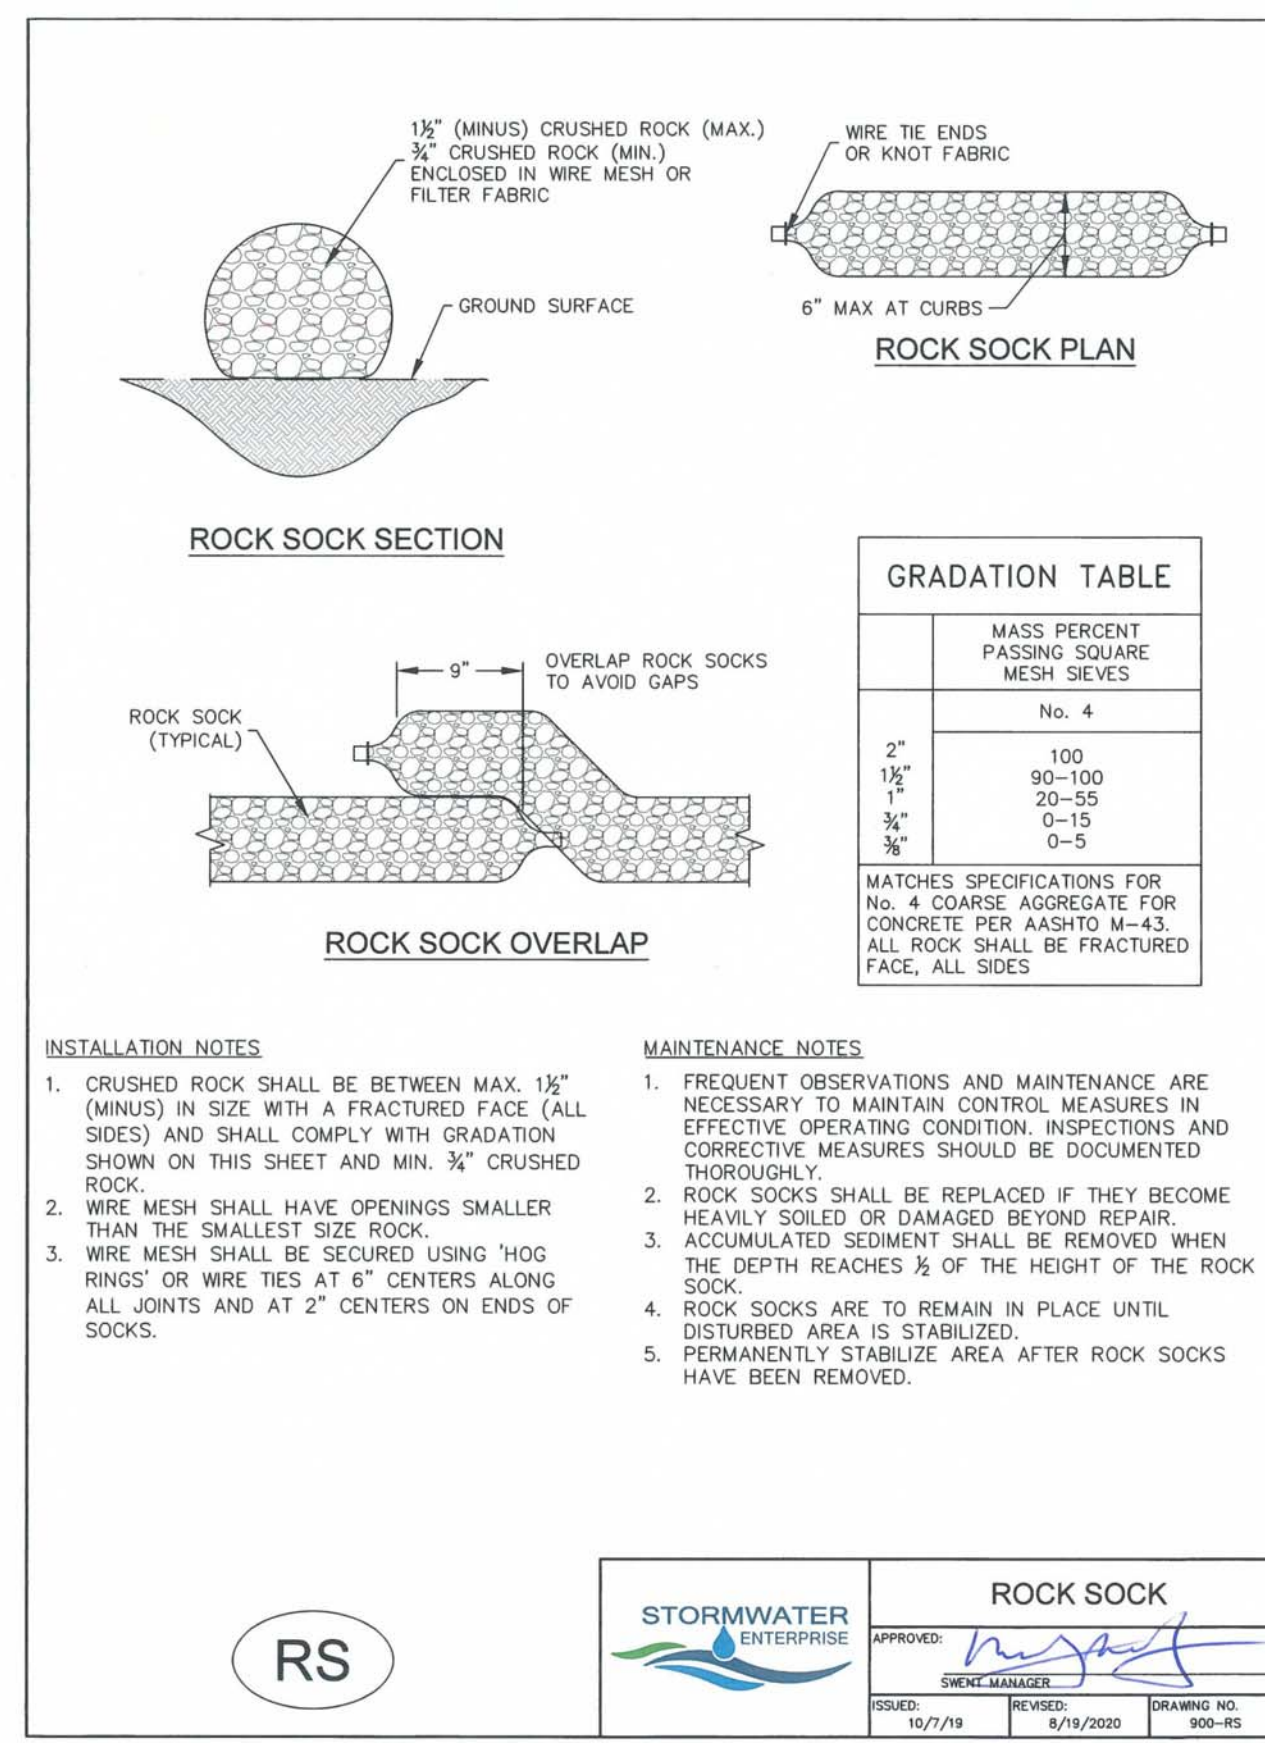 1½" (MINUS) CRUSHED ROCK (MAX.)
¾" CRUSHED ROCK (MIN.)
ENCLOSED IN WIRE MESH OR
FILTER FABRIC
GROUND SURFACE
ROCK SOCK SECTION
WIRE TIE ENDS
OR KNOT FABRIC
6" MAX AT CURBS
ROCK SOCK PLAN
9"
OVERLAP ROCK SOCKS
TO AVOID GAPS
ROCK SOCK
(TYPICAL)
ROCK SOCK OVERLAP
GRADATION TABLE
MASS PERCENT
PASSING SQUARE
MESH SIEVES
No. 4
2" 100
1½" 90-100
1" 20-55
¾" 0-15
⅜" 0-5
MATCHES SPECIFICATIONS FOR
No. 4 COARSE AGGREGATE FOR
CONCRETE PER AASHTO M-43.
ALL ROCK SHALL BE FRACTURED
FACE, ALL SIDES
INSTALLATION NOTES
1. CRUSHED ROCK SHALL BE BETWEEN MAX. 1½"
(MINUS) IN SIZE WITH A FRACTURED FACE (ALL
SIDES) AND SHALL COMPLY WITH GRADATION
SHOWN ON THIS SHEET AND MIN. ¾" CRUSHED
ROCK.
2. WIRE MESH SHALL HAVE OPENINGS SMALLER
THAN THE SMALLEST SIZE ROCK.
3. WIRE MESH SHALL BE SECURED USING 'HOG
RINGS' OR WIRE TIES AT 6" CENTERS ALONG
ALL JOINTS AND AT 2" CENTERS ON ENDS OF
SOCKS.
MAINTENANCE NOTES
1. FREQUENT OBSERVATIONS AND MAINTENANCE ARE
NECESSARY TO MAINTAIN CONTROL MEASURES IN
EFFECTIVE OPERATING CONDITION. INSPECTIONS AND
CORRECTIVE MEASURES SHOULD BE DOCUMENTED
THOROUGHLY.
2. ROCK SOCKS SHALL BE REPLACED IF THEY BECOME
HEAVILY SOILED OR DAMAGED BEYOND REPAIR.
3. ACCUMULATED SEDIMENT SHALL BE REMOVED WHEN
THE DEPTH REACHES ½ OF THE HEIGHT OF THE ROCK
SOCK.
4. ROCK SOCKS ARE TO REMAIN IN PLACE UNTIL
DISTURBED AREA IS STABILIZED.
5. PERMANENTLY STABILIZE AREA AFTER ROCK SOCKS
HAVE BEEN REMOVED.
RS
STORMWATER
ENTERPRISE
ROCK SOCK
APPROVED:
SWENT MANAGER
ISSUED:
10/7/19
REVISED:
8/19/2020
DRAWING NO.
900-RS